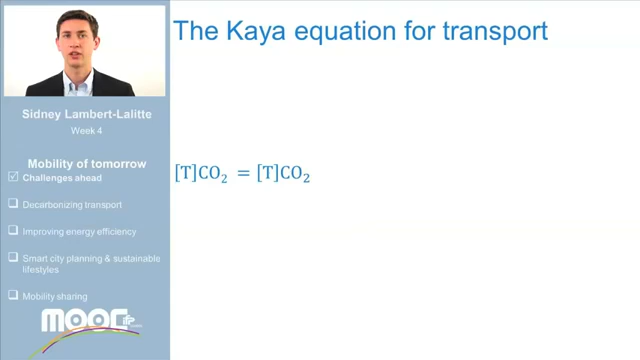 The Kaya equation for transport
Sidney Lambert-Lalitte
Week 4
Mobility of tomorrow
Challenges ahead
Decarbonizing transport
Improving energy efficiency
Smart city planning & sustainable
lifestyles
Mobility sharing
[T]CO₂ = [T]CO₂
MOOC